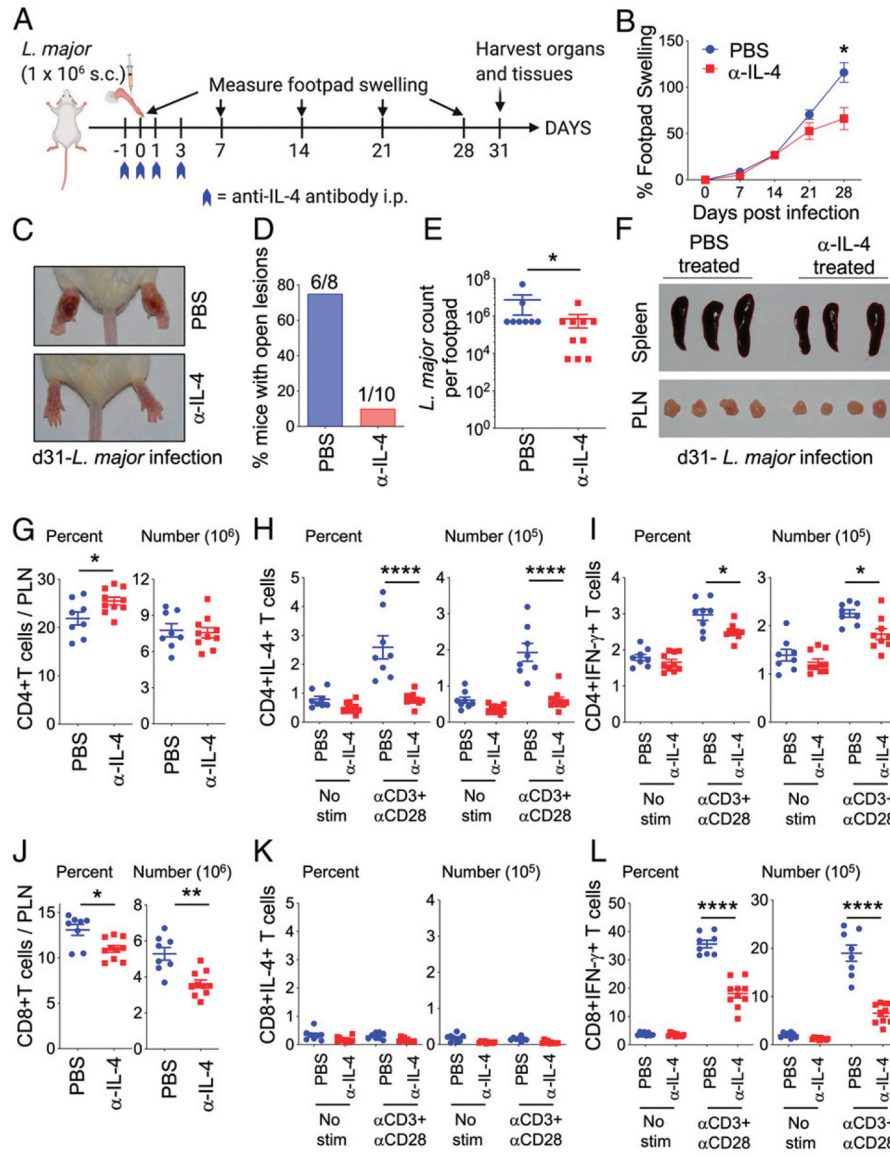 A
L. major
(1 x 10⁶ s.c.)
Measure footpad swelling
Harvest organs
and tissues
-1 0 1 3 7 14 21 28 31 DAYS
= anti-IL-4 antibody i.p.
B
PBS
α-IL-4
*
% Footpad Swelling
150
100
50
0
0 7 14 21 28
Days post infection
C
PBS
α-IL-4
d31-L. major infection
D
% mice with open lesions
80
60
40
20
0
6/8
1/10
PBS
α-IL-4
E
L. major count
per footpad
10⁸
10⁶
10⁴
10²
10⁰
*
PBS
α-IL-4
F
PBS
treated
α-IL-4
treated
Spleen
PLN
d31- L. major infection
G
Percent
Number (10⁶)
CD4+T cells / PLN
*
30
20
10
0
12
9
6
3
0
PBS
α-IL-4
PBS
α-IL-4
H
Percent
Number (10⁵)
CD4+IL-4+ T cells
****
****
5
4
3
2
1
0
5
4
3
2
1
0
PBS
α-IL-4
PBS
α-IL-4
PBS
α-IL-4
PBS
α-IL-4
No
stim
αCD3+
αCD28
No
stim
αCD3+
αCD28
I
Percent
Number (10⁵)
CD4+IFN-γ+ T cells
*
*
4
3
2
1
0
3
2
1
0
PBS
α-IL-4
PBS
α-IL-4
PBS
α-IL-4
PBS
α-IL-4
No
stim
αCD3+
αCD28
No
stim
αCD3+
αCD28
J
Percent
Number (10⁶)
CD8+T cells / PLN
*
**
15
10
5
0
8
6
4
2
0
PBS
α-IL-4
PBS
α-IL-4
K
Percent
Number (10⁵)
CD8+IL-4+ T cells
5
4
3
2
1
0
5
4
3
2
1
0
PBS
α-IL-4
PBS
α-IL-4
PBS
α-IL-4
PBS
α-IL-4
No
stim
αCD3+
αCD28
No
stim
αCD3+
αCD28
L
Percent
Number (10⁵)
CD8+IFN-γ+ T cells
****
****
50
40
30
20
10
0
30
20
10
0
PBS
α-IL-4
PBS
α-IL-4
PBS
α-IL-4
PBS
α-IL-4
No
stim
αCD3+
αCD28
No
stim
αCD3+
αCD28